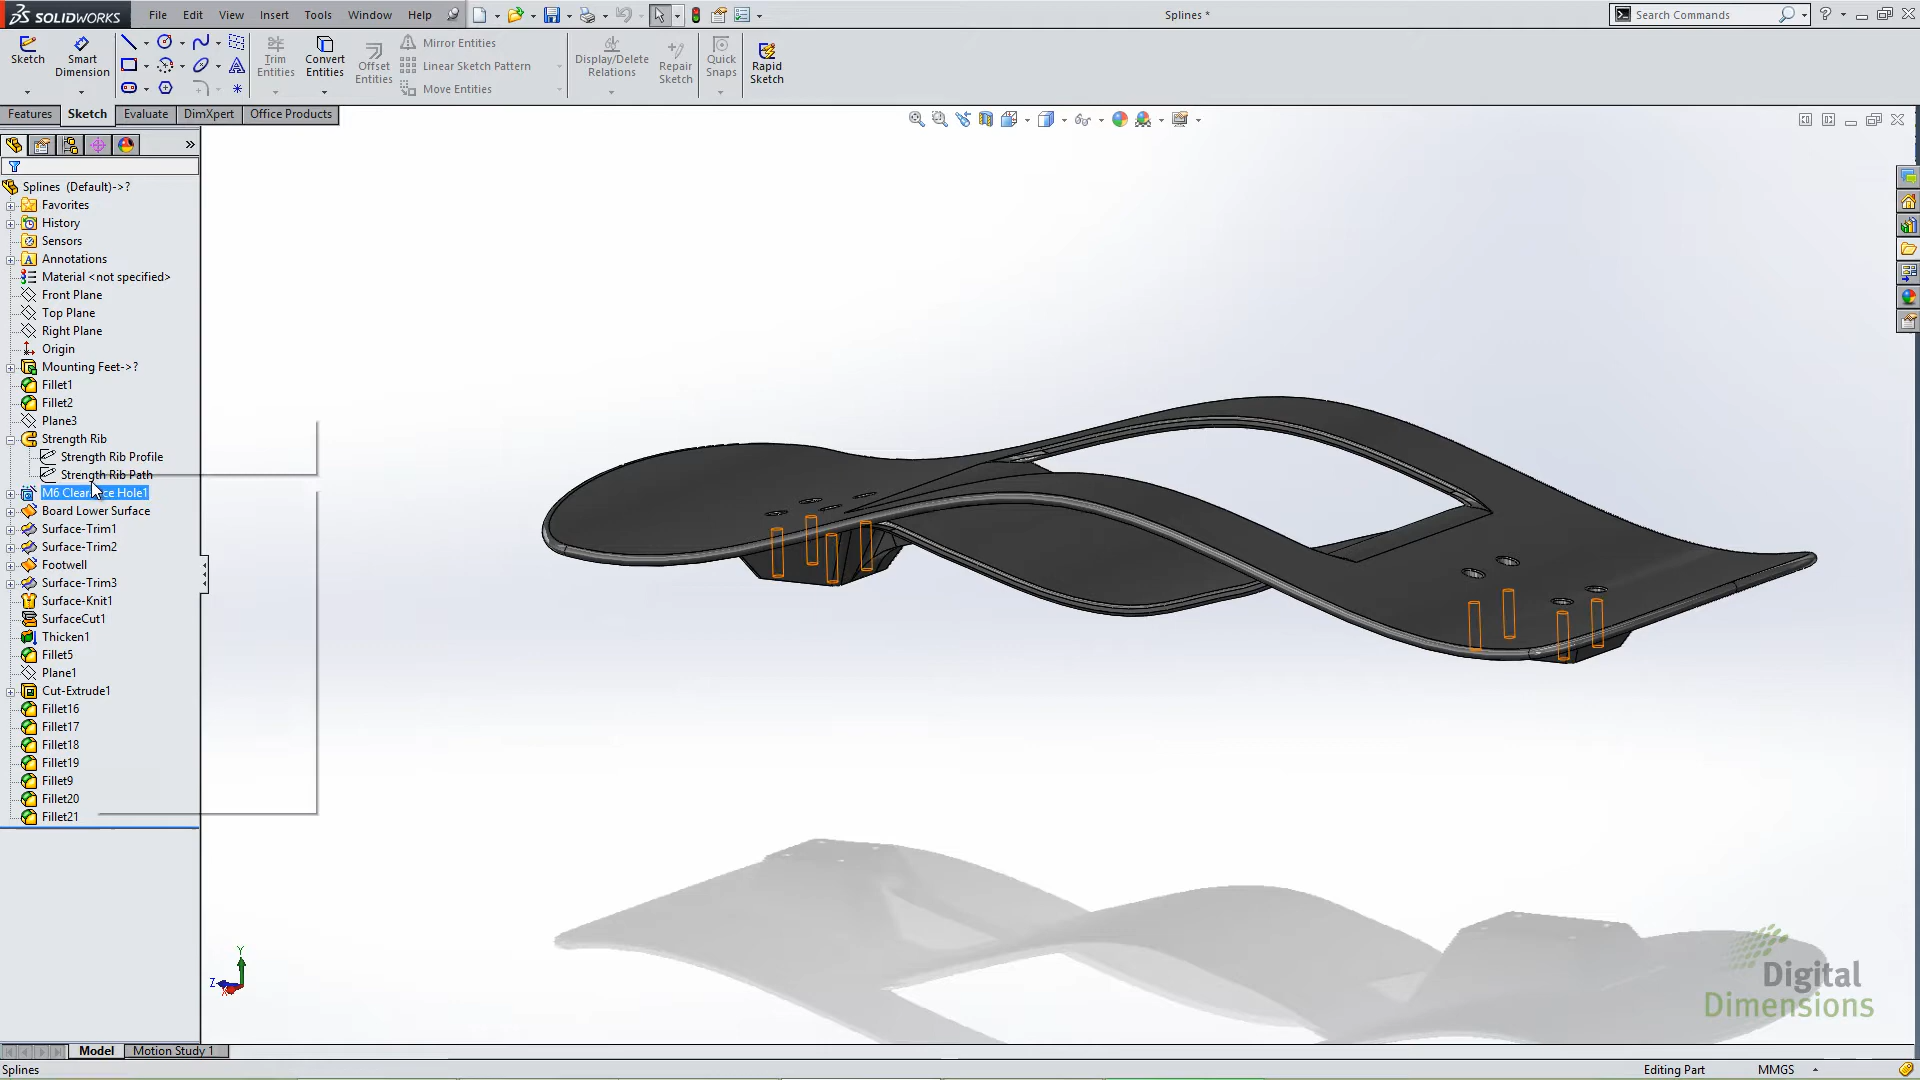 SOLIDWORKS
File Edit View Insert Tools Window Help
Splines *
Search Commands
Sketch
Smart Dimension
Trim Entities
Convert Entities
Offset Entities
Mirror Entities
Linear Sketch Pattern
Move Entities
Display/Delete Relations
Repair Sketch
Quick Snaps
Rapid Sketch
Features Sketch Evaluate DimXpert Office Products
Splines (Default)->?
Favorites
History
Sensors
Annotations
Material <not specified>
Front Plane
Top Plane
Right Plane
Origin
Mounting Feet->?
Fillet1
Fillet2
Plane3
Strength Rib
Strength Rib Profile
Strength Rib Path
M6 Clearance Hole1
Board Lower Surface
Surface-Trim1
Surface-Trim2
Footwell
Surface-Trim3
Surface-Knit1
SurfaceCut1
Thicken1
Fillet5
Plane1
Cut-Extrude1
Fillet16
Fillet17
Fillet18
Fillet19
Fillet9
Fillet20
Fillet21
Y
Z
X
Digital
Dimensions
Model Motion Study 1
Splines
Editing Part
MMGS